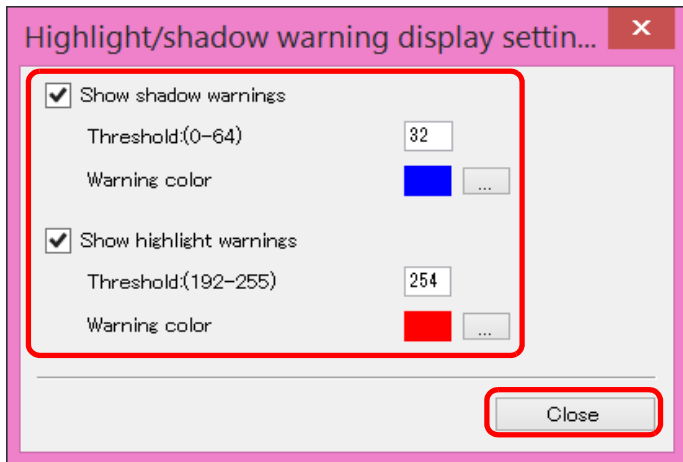 Highlight/shadow warning display settin...
Show shadow warnings
Threshold:(0-64) 32
Warning color ...
Show highlight warnings
Threshold:(192-255) 254
Warning color ...
Close